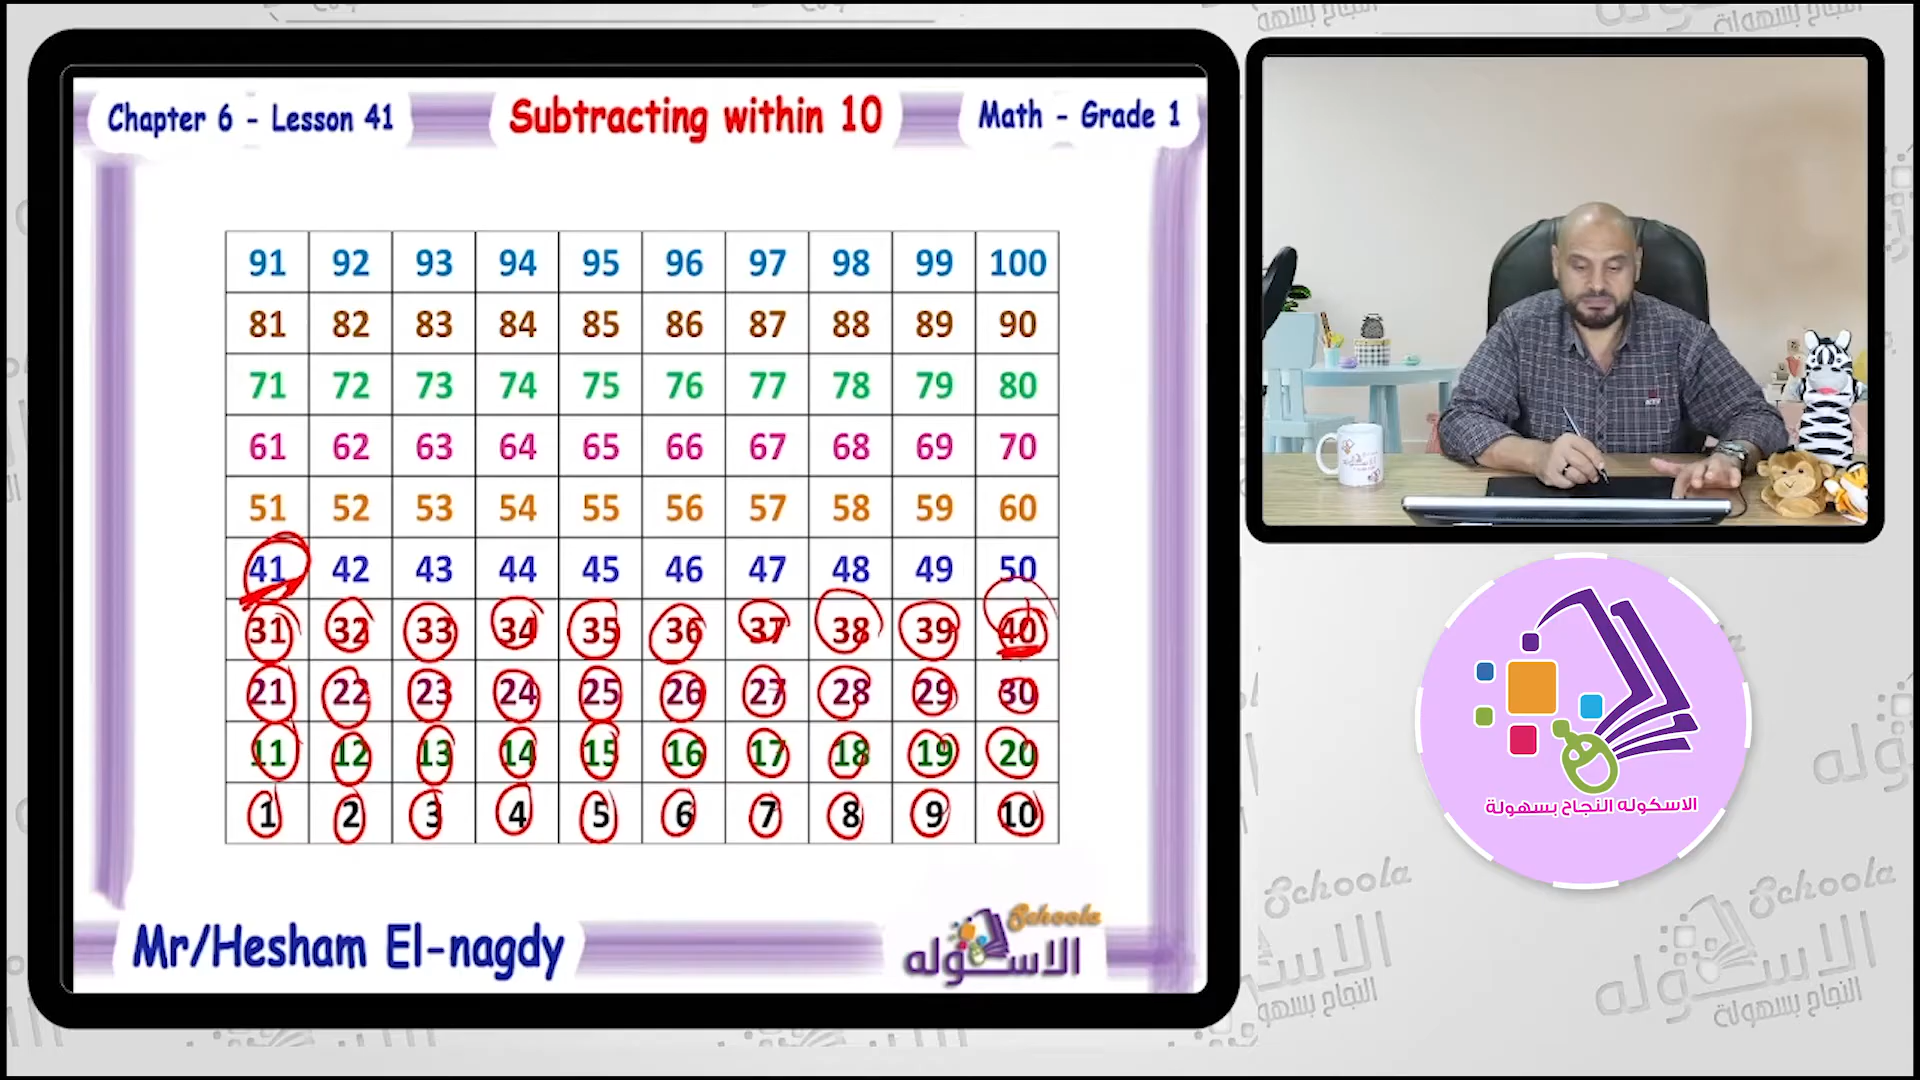 Chapter 6 - Lesson 41
Subtracting within 10
Math - Grade 1
91 92 93 94 95 96 97 98 99 100
81 82 83 84 85 86 87 88 89 90
71 72 73 74 75 76 77 78 79 80
61 62 63 64 65 66 67 68 69 70
51 52 53 54 55 56 57 58 59 60
41 42 43 44 45 46 47 48 49 50
31 32 33 34 35 36 37 38 39 40
21 22 23 24 25 26 27 28 29 30
11 12 13 14 15 16 17 18 19 20
1 2 3 4 5 6 7 8 9 10
Mr/Hesham El-nagdy
Schoola
الاسكوله
الاسكوله النجاح بسهولة
Schoola
الاسكوله
النجاح بسهولة
Schoola
الاسكوله
النجاح بسهولة